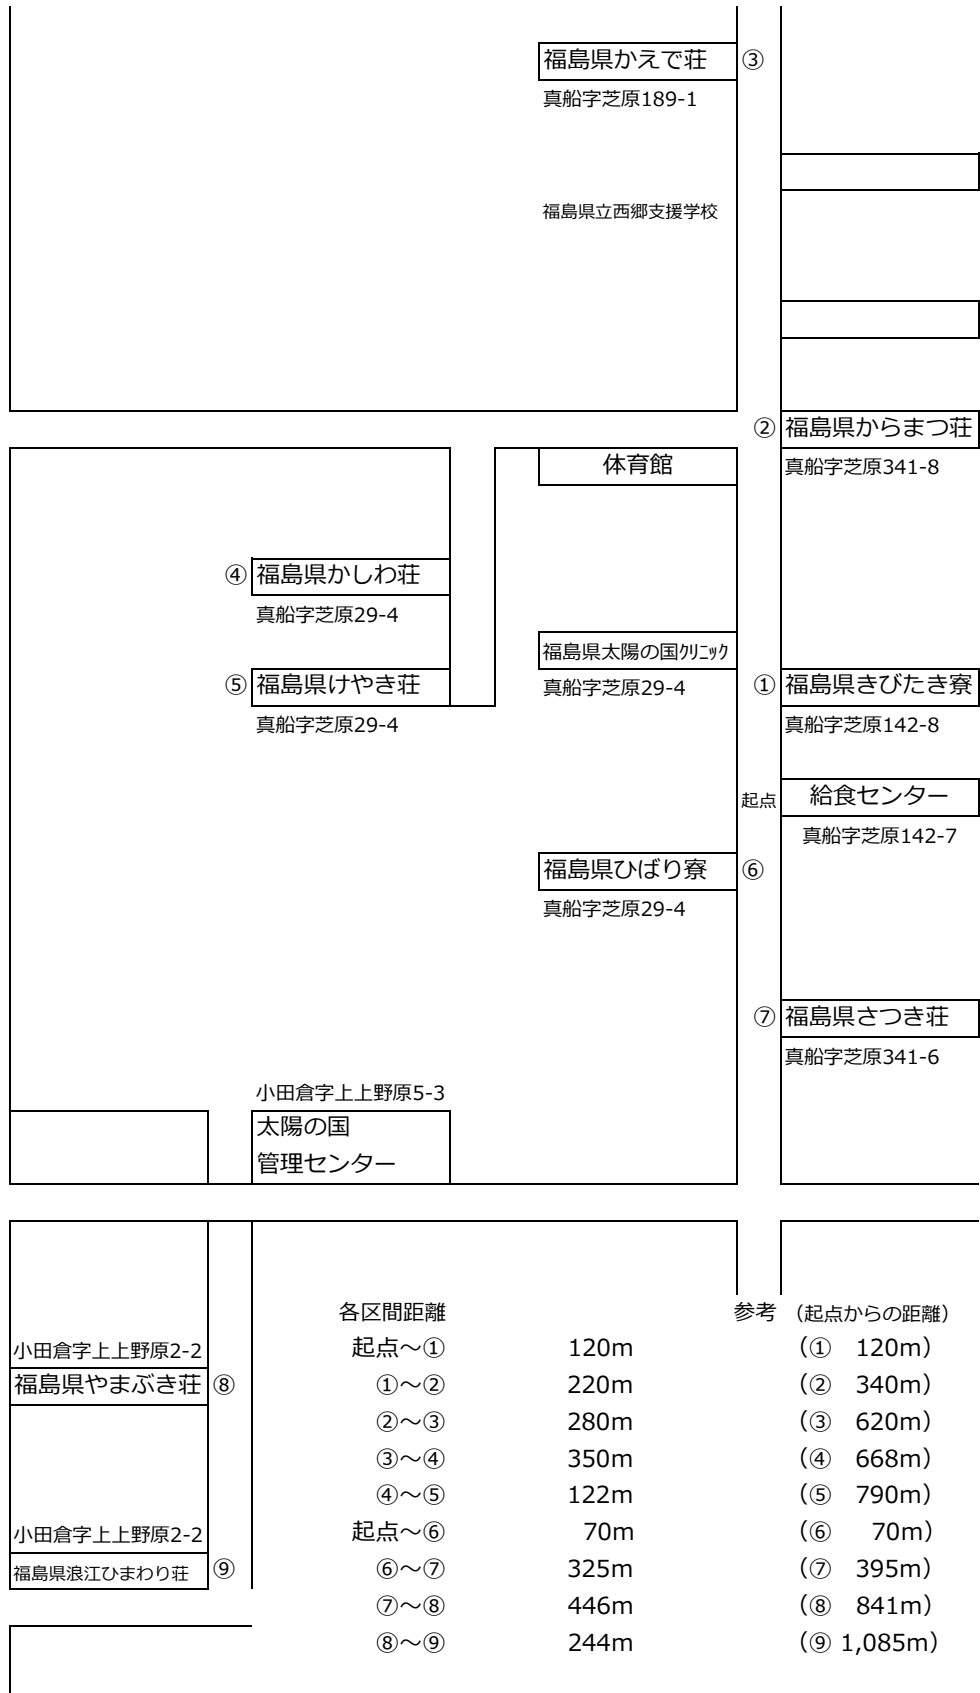 福島県かえで荘 ③
真船字芝原189-1
福島県立西郷支援学校
② 福島県からまつ荘
体育館 真船字芝原341-8
④ 福島県かしわ荘
真船字芝原29-4
福島県太陽の国ｸﾘﾆｯｸ
⑤ 福島県けやき荘 真船字芝原29-4 ① 福島県きびたき寮
真船字芝原29-4 真船字芝原142-8
起点 給食センター
真船字芝原142-7
福島県ひばり寮 ⑥
真船字芝原29-4
⑦ 福島県さつき荘
真船字芝原341-6
小田倉字上上野原5-3
太陽の国
管理センター
各区間距離 参考 （起点からの距離）
小田倉字上上野原2-2 起点～① 120m （① 120m）
福島県やまぶき荘 ⑧ ①～② 220m （② 340m）
②～③ 280m （③ 620m）
③～④ 350m （④ 668m）
④～⑤ 122m （⑤ 790m）
小田倉字上上野原2-2 起点～⑥ 70m （⑥ 70m）
福島県浪江ひまわり荘 ⑨ ⑥～⑦ 325m （⑦ 395m）
⑦～⑧ 446m （⑧ 841m）
⑧～⑨ 244m （⑨ 1,085m）